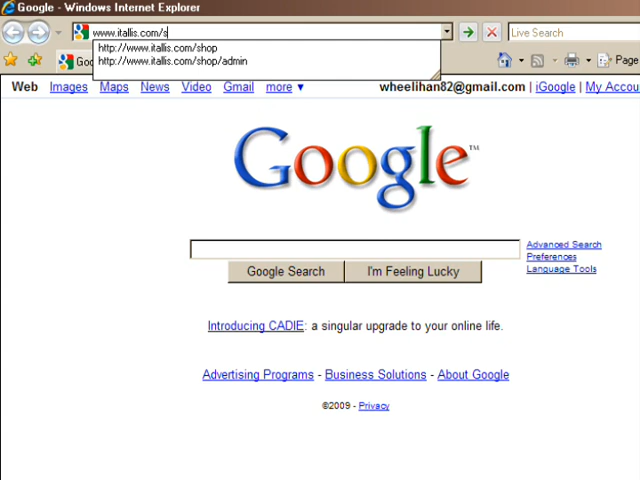 Google - Windows Internet Explorer
www.itallis.com/s
Live Search
http://www.itallis.com/shop
http://www.itallis.com/shop/admin
Goo
Page
Web Images Maps News Video Gmail more ▼
wheelihan82@gmail.com | iGoogle | My Accou
Google™
Advanced Search
Preferences
Language Tools
Google Search
I'm Feeling Lucky
Introducing CADIE: a singular upgrade to your online life.
Advertising Programs - Business Solutions - About Google
©2009 - Privacy